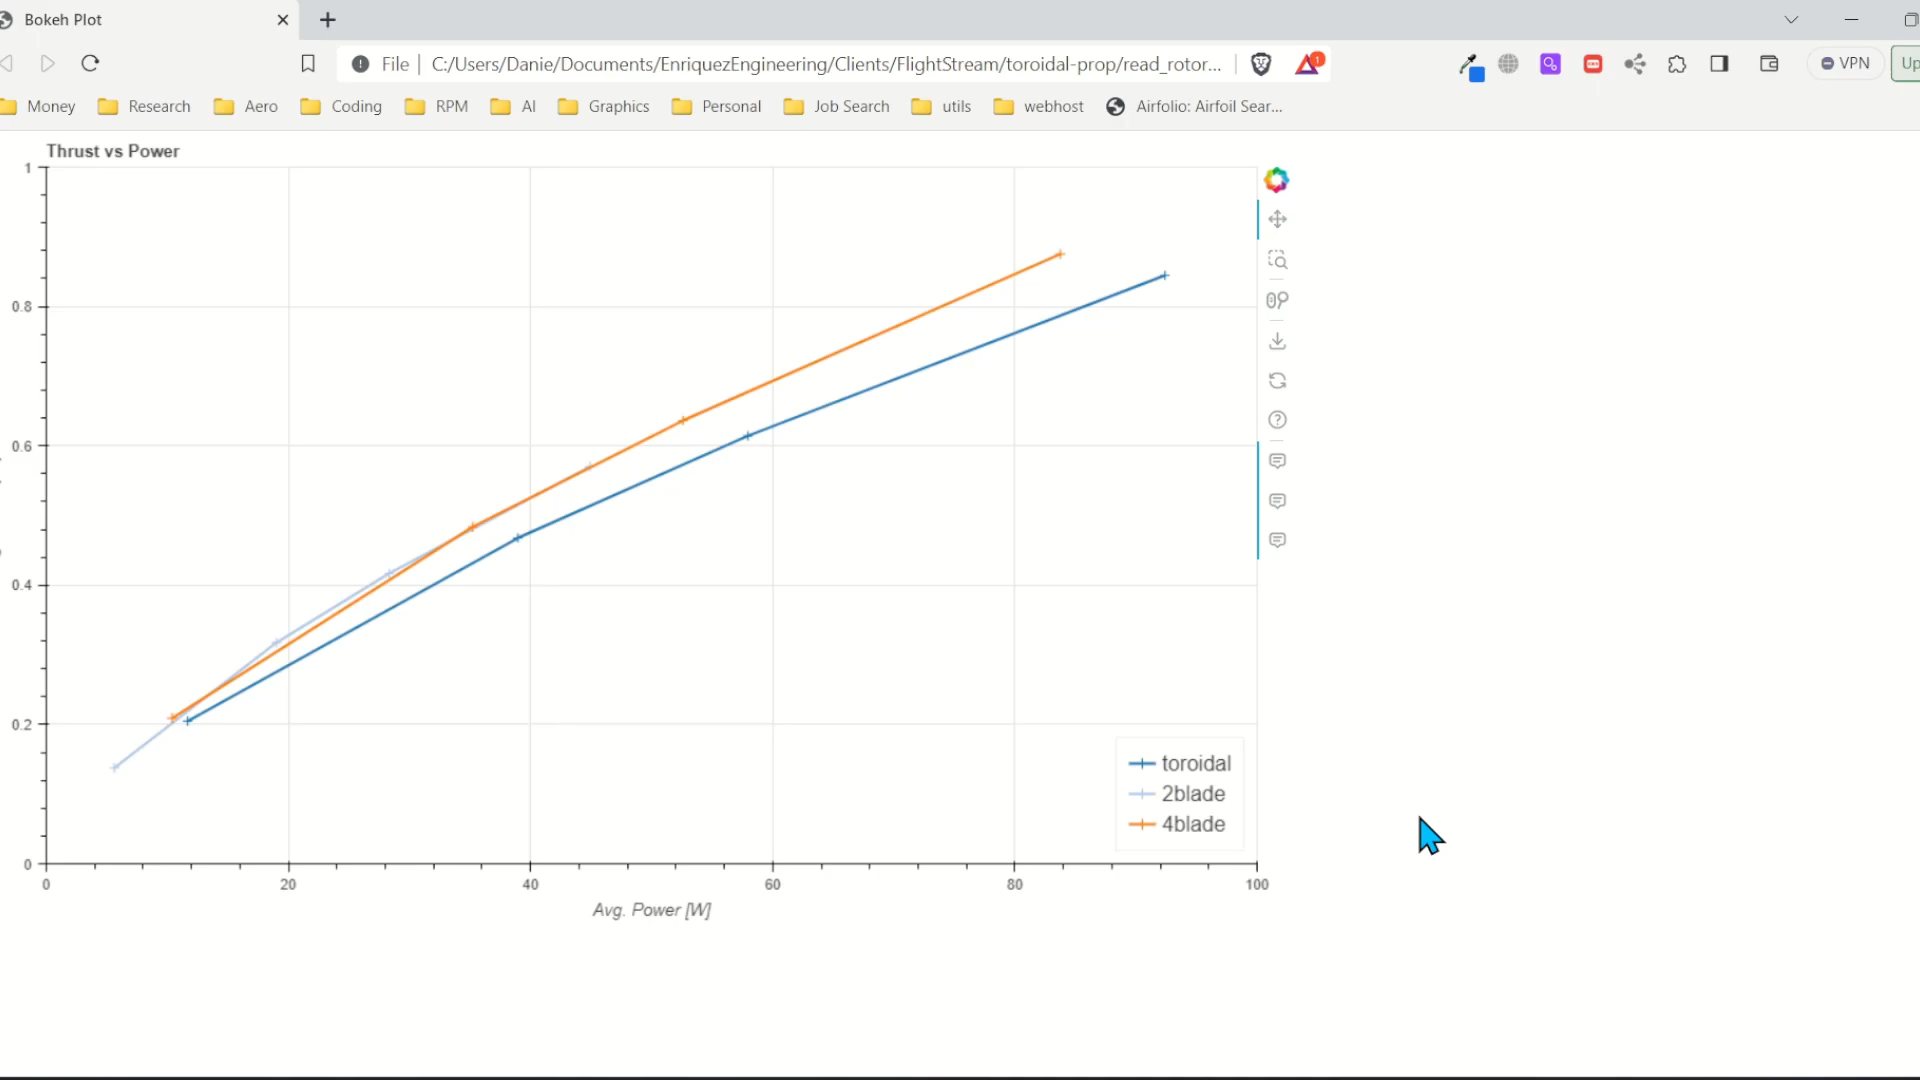 Bokeh Plot
File C:/Users/Danie/Documents/EnriquezEngineering/Clients/FlightStream/toroidal-prop/read_rotor... 1 VPN Up
Money Research Aero Coding RPM AI Graphics Personal Job Search utils webhost Airfolio: Airfoil Sear...
Thrust vs Power
1
0.8
0.6
0.4
0.2
0
toroidal
2blade
4blade
0 20 40 60 80 100
Avg. Power [W]